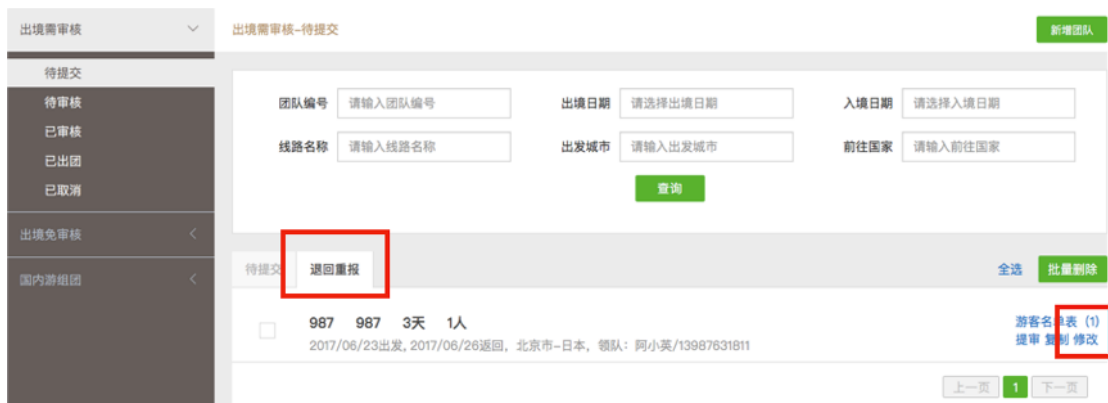 出境需审核
出境需审核-待提交
新增团队
待提交
待审核
已审核
已出团
已取消
出境免审核
国内游组团
团队编号 请输入团队编号 出境日期 请选择出境日期 入境日期 请选择入境日期
线路名称 请输入线路名称 出发城市 请输入出发城市 前往国家 请输入前往国家
查询
待提交 退回重报 全选 批量删除
987 987 3天 1人
2017/06/23出发, 2017/06/26返回, 北京市-日本, 领队: 阿小英/13987631811
游客名单表 (1)
提审 复制 修改
上一页 1 下一页